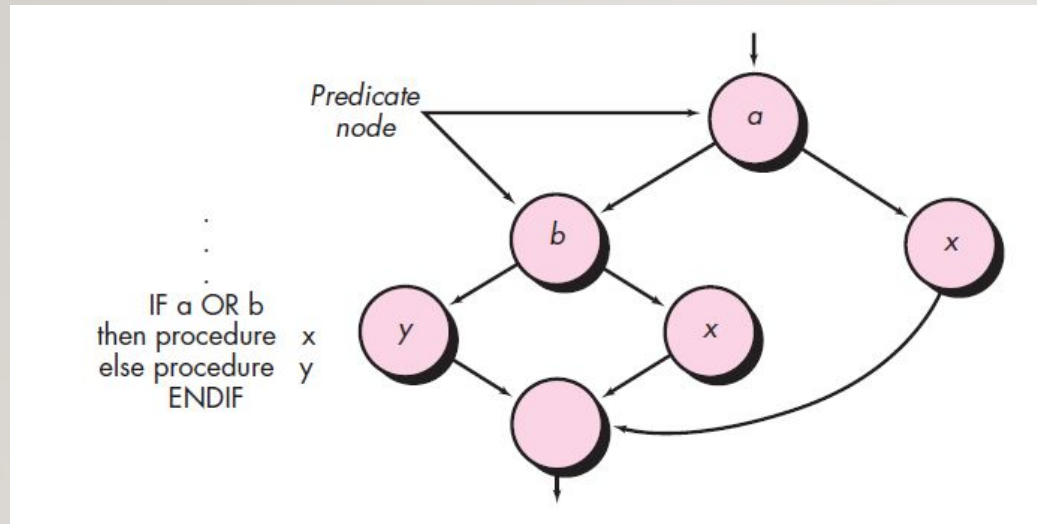 Predicate
node
a
b
x
y
x
.
.
.
IF a OR b
then procedure x
else procedure y
ENDIF